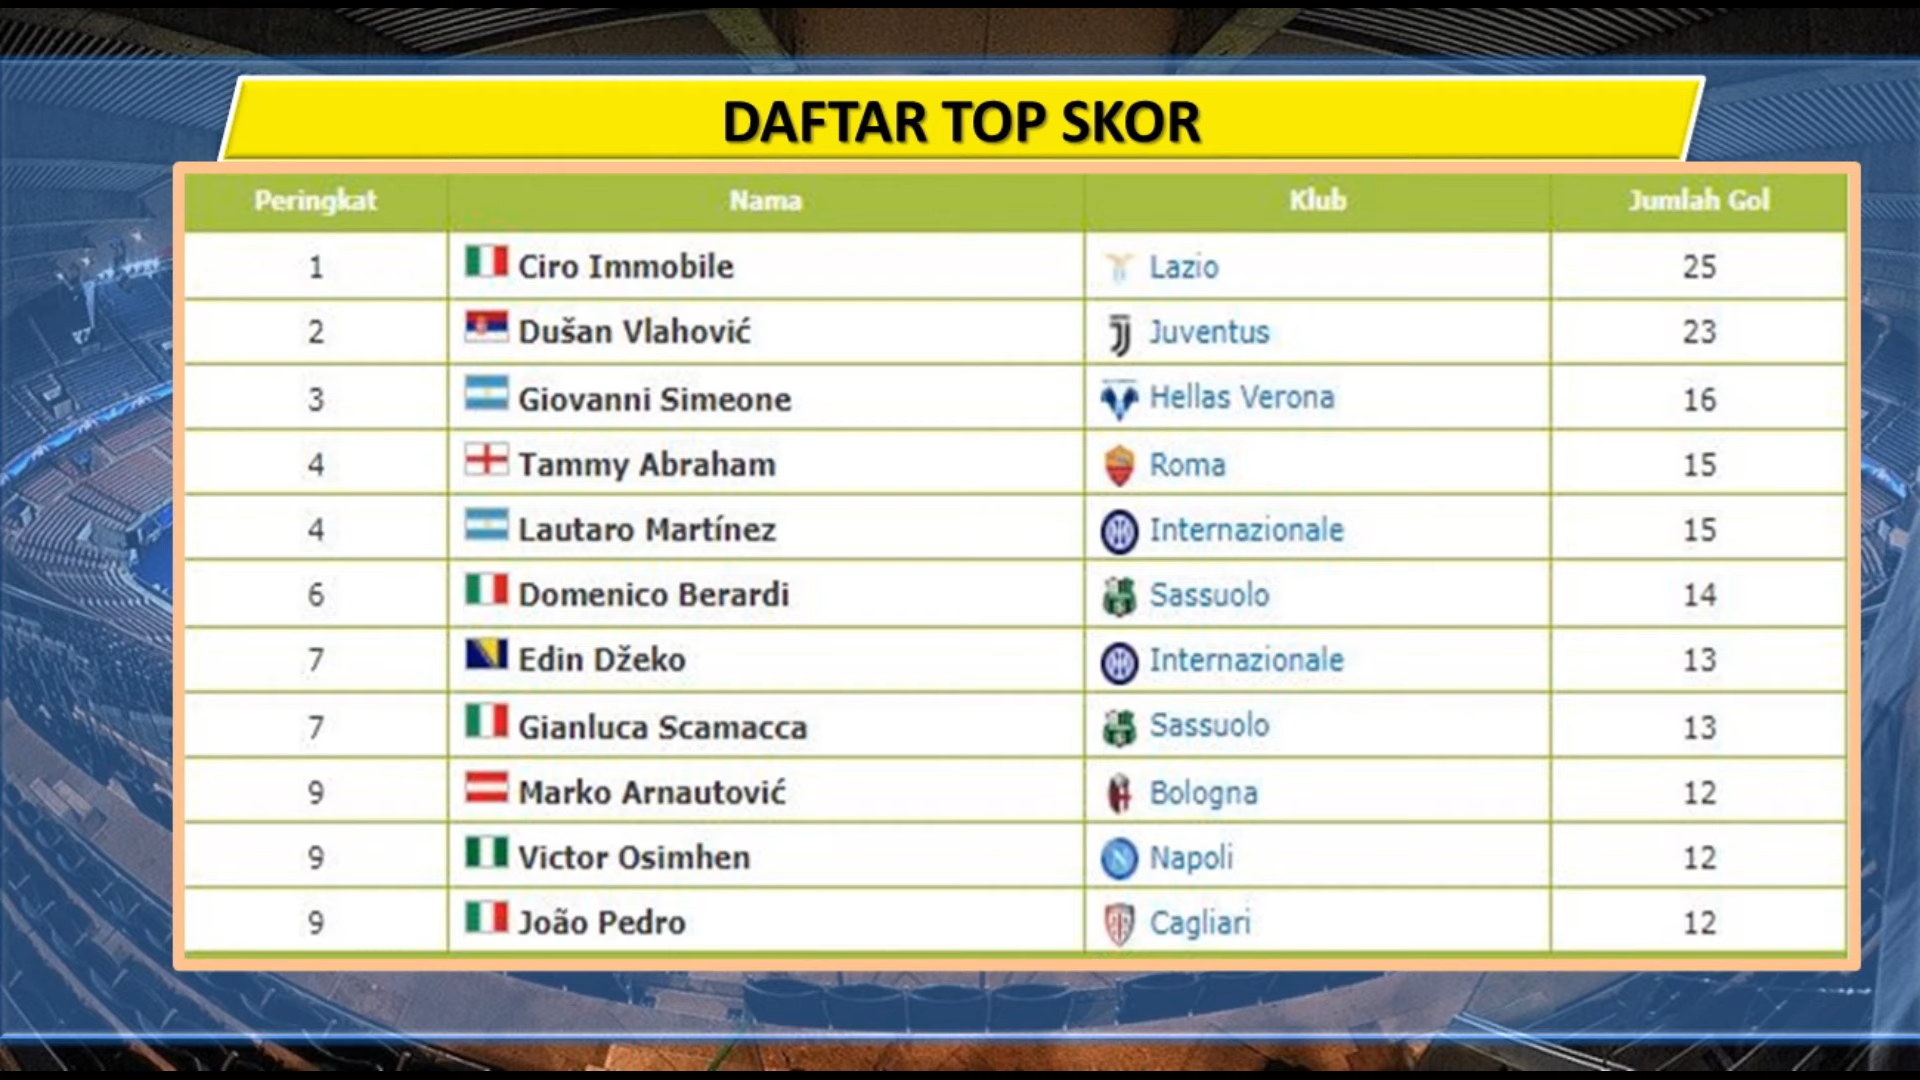 DAFTAR TOP SKOR
Peringkat Nama Klub Jumlah Gol
1 Ciro Immobile Lazio 25
2 Dušan Vlahović Juventus 23
3 Giovanni Simeone Hellas Verona 16
4 Tammy Abraham Roma 15
4 Lautaro Martínez Internazionale 15
6 Domenico Berardi Sassuolo 14
7 Edin Džeko Internazionale 13
7 Gianluca Scamacca Sassuolo 13
9 Marko Arnautović Bologna 12
9 Victor Osimhen Napoli 12
9 João Pedro Cagliari 12